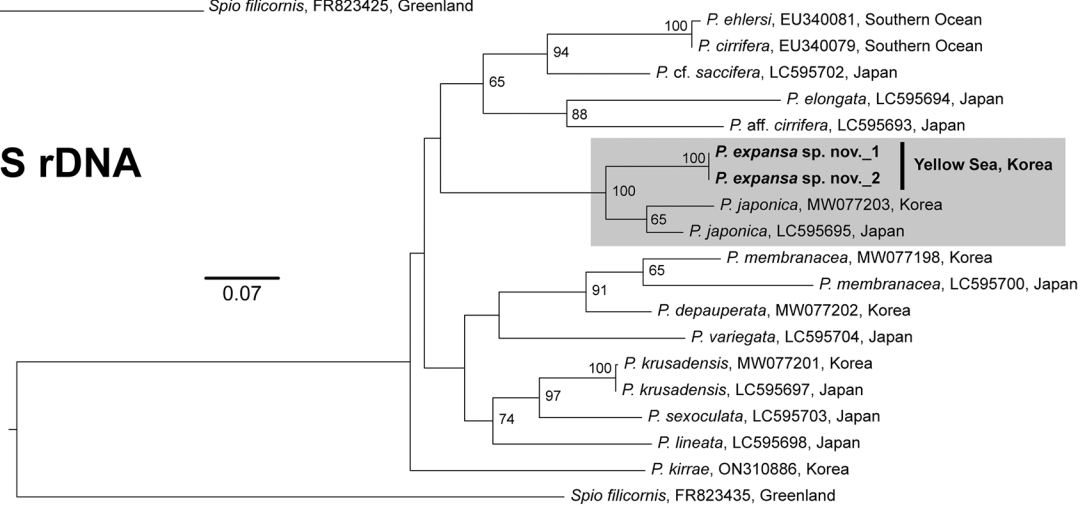 Spio filicornis, FR823425, Greenland
100 P. ehlersi, EU340081, Southern Ocean
P. cirrifera, EU340079, Southern Ocean
94
P. cf. saccifera, LC595702, Japan
65
P. elongata, LC595694, Japan
88
P. aff. cirrifera, LC595693, Japan
S rDNA
100 P. expansa sp. nov._1
Yellow Sea, Korea
P. expansa sp. nov._2
100
P. japonica, MW077203, Korea
65
P. japonica, LC595695, Japan
P. membranacea, MW077198, Korea
65
P. membranacea, LC595700, Japan
0.07
91
P. depauperata, MW077202, Korea
P. variegata, LC595704, Japan
100 P. krusadensis, MW077201, Korea
P. krusadensis, LC595697, Japan
97
P. sexoculata, LC595703, Japan
74
P. lineata, LC595698, Japan
P. kirrae, ON310886, Korea
Spio filicornis, FR823435, Greenland